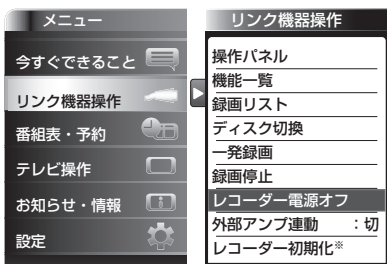 メニュー
今すぐできること
リンク機器操作
番組表・予約
テレビ操作
お知らせ・情報
設定
リンク機器操作
操作パネル
機能一覧
録画リスト
ディスク切換
一発録画
録画停止
レコーダー電源オフ
外部アンプ連動 ：切
レコーダー初期化※